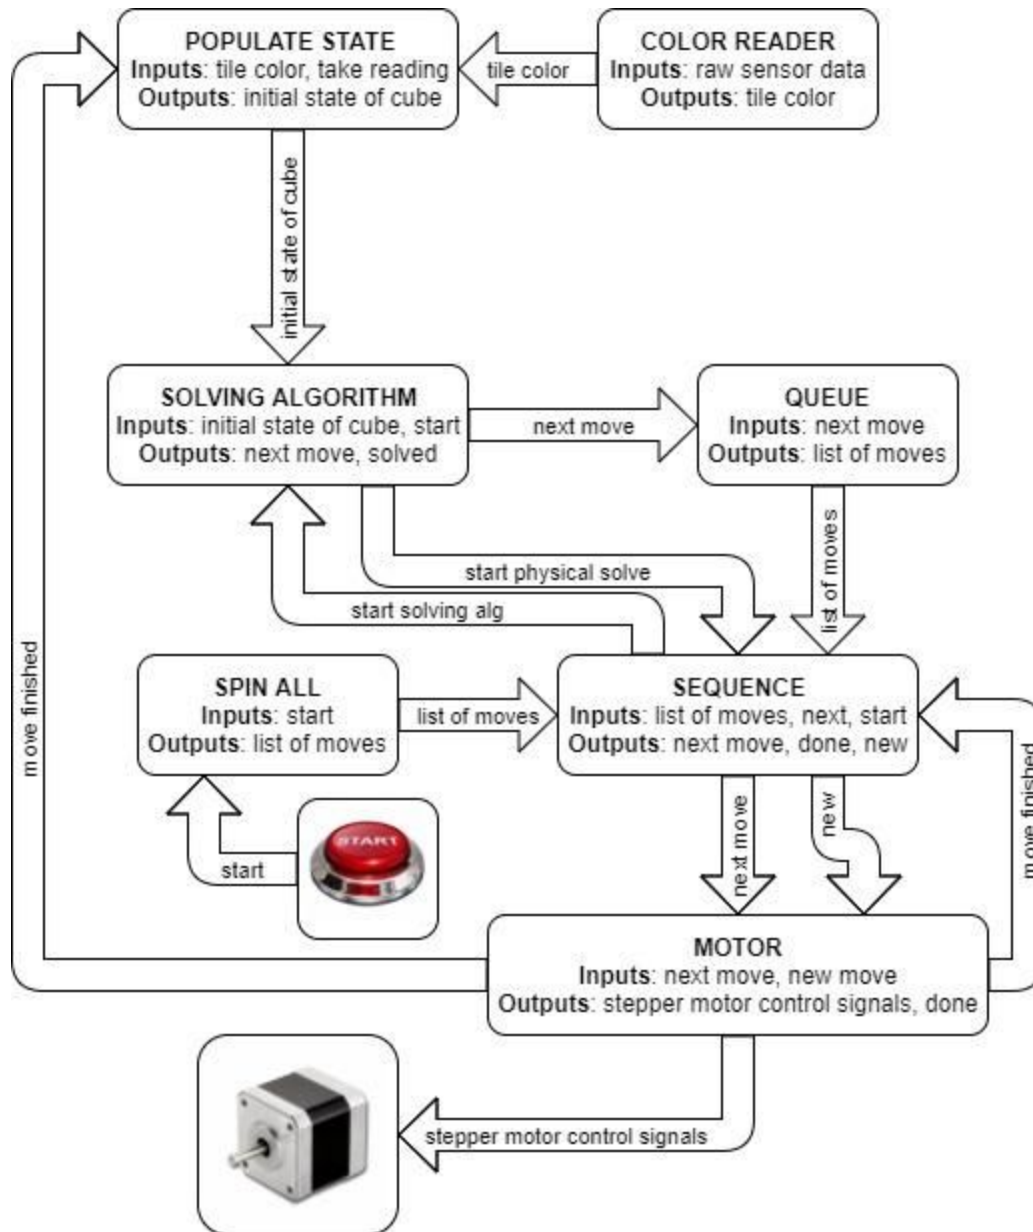 POPULATE STATE
Inputs: tile color, take reading
Outputs: initial state of cube
tile color
COLOR READER
Inputs: raw sensor data
Outputs: tile color
initial state of cube
SOLVING ALGORITHM
Inputs: initial state of cube, start
Outputs: next move, solved
next move
QUEUE
Inputs: next move
Outputs: list of moves
list of moves
start physical solve
start solving alg
move finished
SPIN ALL
Inputs: start
Outputs: list of moves
list of moves
SEQUENCE
Inputs: list of moves, next, start
Outputs: next move, done, new
next move
new
move finished
start
START
MOTOR
Inputs: next move, new move
Outputs: stepper motor control signals, done
stepper motor control signals